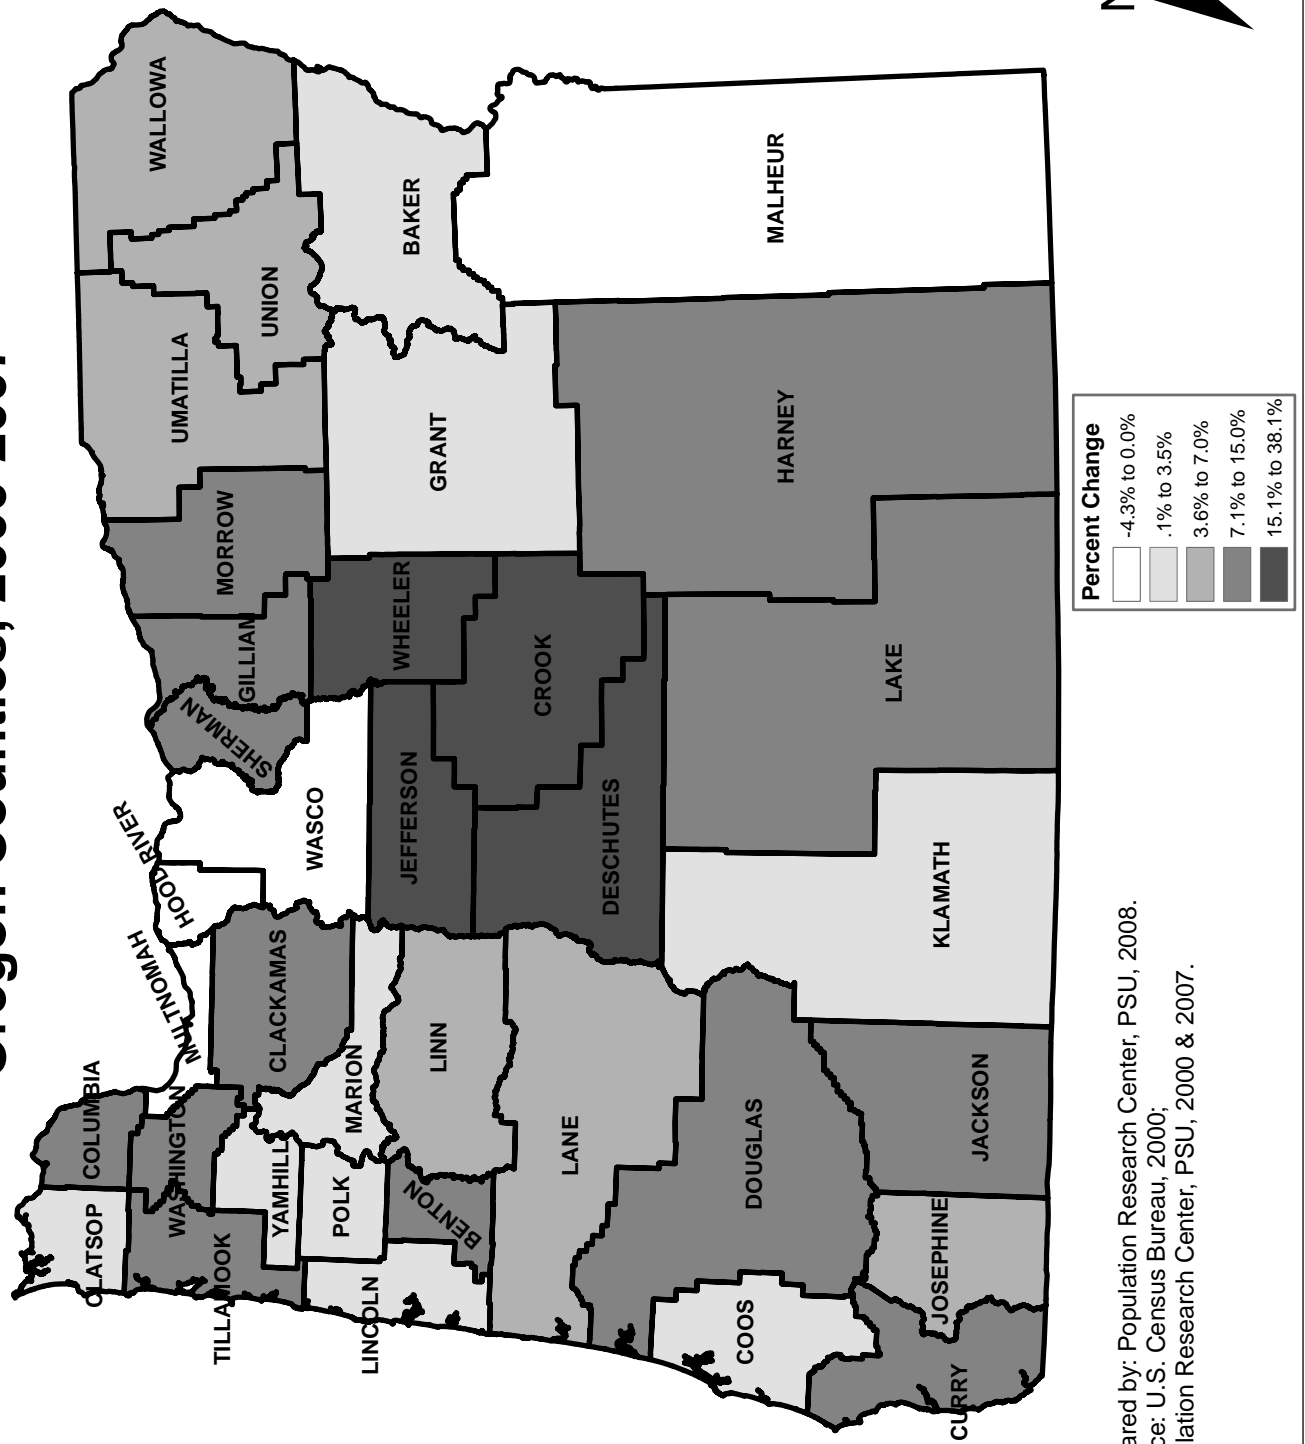 WALLOWA
UNION
UMATILLA
BAKER
MALHEUR
GRANT
HARNEY
MORROW
GILLIAM
SHERMAN
WHEELER
CROOK
LAKE
HOOD RIVER
WASCO
JEFFERSON
DESCHUTES
KLAMATH
MULTNOMAH
CLACKAMAS
COLUMBIA
WASHINGTON
MARION
LINN
LANE
DOUGLAS
JACKSON
CLATSOP
TILLAMOOK
YAMHILL
POLK
BENTON
LINCOLN
COOS
JOSEPHINE
CURRY
Percent Change
-4.3% to 0.0%
.1% to 3.5%
3.6% to 7.0%
7.1% to 15.0%
15.1% to 38.1%
ared by: Population Research Center, PSU, 2008.
ce: U.S. Census Bureau, 2000;
lation Research Center, PSU, 2000 & 2007.
N